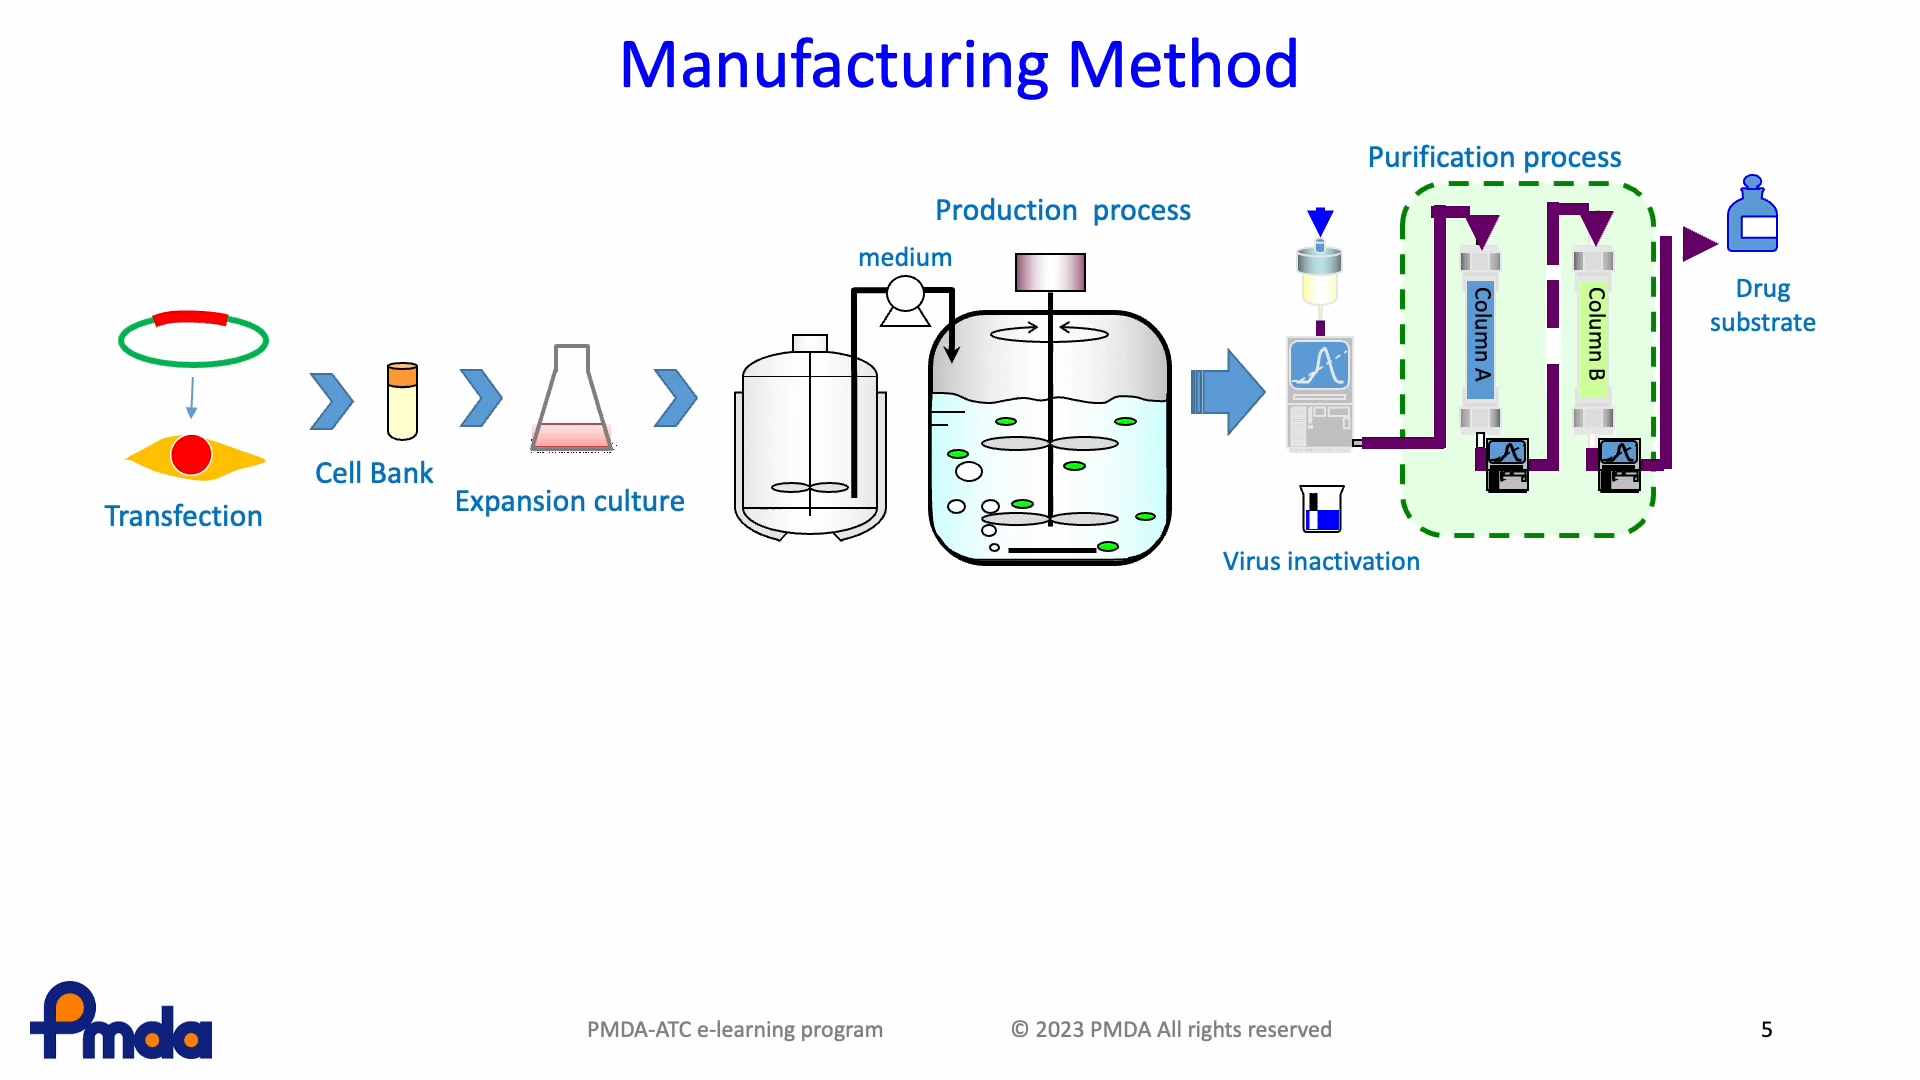 Manufacturing Method
Purification process
Production process
medium
Column A
Column B
Drug
substrate
Cell Bank
Expansion culture
Transfection
Virus inactivation
Pmda
PMDA-ATC e-learning program
© 2023 PMDA All rights reserved
5